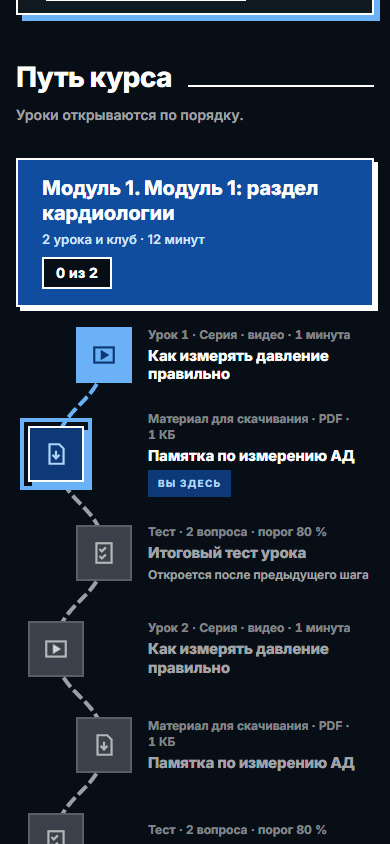 Путь курса
Уроки открываются по порядку.
Модуль 1. Модуль 1: раздел
кардиологии
2 урока и клуб · 12 минут
0 из 2
Урок 1 · Серия · видео · 1 минута
Как измерять давление
правильно
Материал для скачивания · PDF ·
1 КБ
Памятка по измерению АД
ВЫ ЗДЕСЬ
Тест · 2 вопроса · порог 80 %
Итоговый тест урока
Откроется после предыдущего шага
Урок 2 · Серия · видео · 1 минута
Как измерять давление
правильно
Материал для скачивания · PDF ·
1 КБ
Памятка по измерению АД
Тест · 2 вопроса · порог 80 %